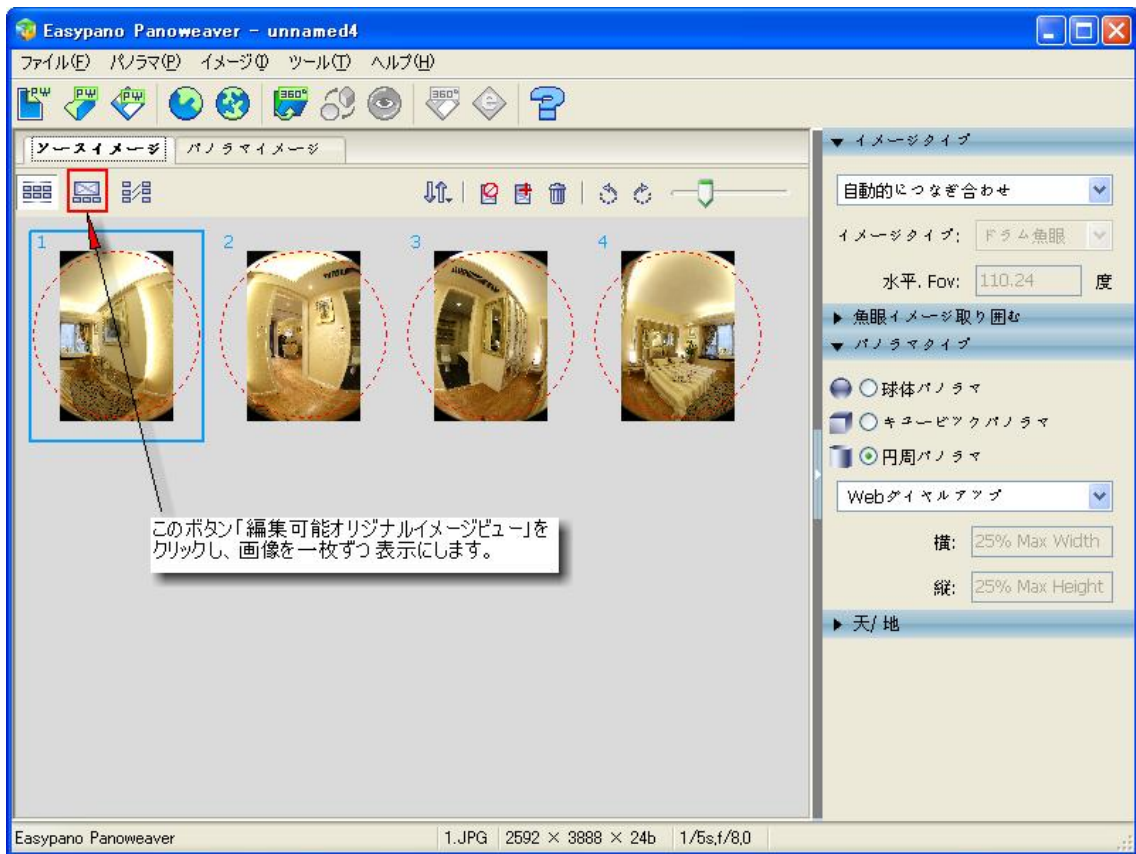 Easypano Panoweaver - unnamed4
ファイル(F) パノラマ(P) イメージ(I) ツール(T) ヘルプ(H)
ソースイメージ パノラマイメージ
1 2 3 4
このボタン「編集可能オリジナルイメージビュー」を
クリックし、画像を一枚ずつ 表示にします。
イメージタイプ
自動的につなぎ合わせ
イメージタイプ: ドラム魚眼
水平. Fov: 110.24 度
魚眼イメージ取り囲む
パノラマタイプ
球体パノラマ
キュービックパノラマ
円周パノラマ
Webダイヤルアップ
横: 25% Max Width
縦: 25% Max Height
天/地
Easypano Panoweaver 1.JPG 2592 × 3888 × 24b 1/5s,f/8.0